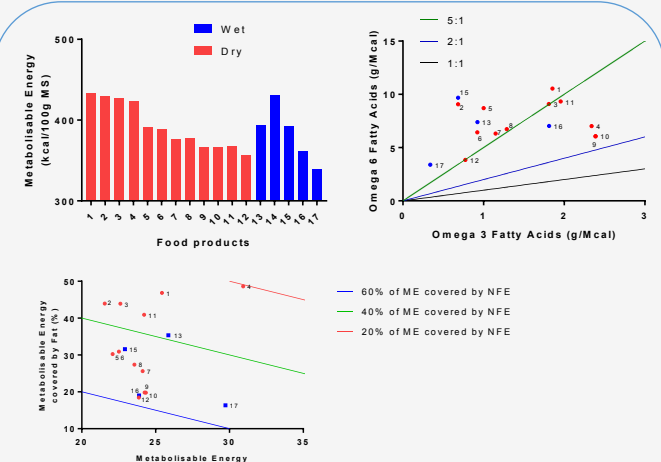 Wet
Dry
Metabolisable Energy
(kcal/100g MS)
500
400
300
1 2 3 4 5 6 7 8 9 10 11 12 13 14 15 16 17
Food products
5:1
2:1
1:1
Omega 6 Fatty Acids (g/Mcal)
15
10
5
0
0 1 2 3
1
2
3
4
5
6
7
8
9
10
11
12
13
15
16
17
Omega 3 Fatty Acids (g/Mcal)
Metabolisable Energy
covered by Fat (%)
50
40
30
20
10
20 25 30 35
1
2
3
4
5
6
7
8
9
10
11
12
13
15
16
17
Metabolisable Energy
60% of ME covered by NFE
40% of ME covered by NFE
20% of ME covered by NFE